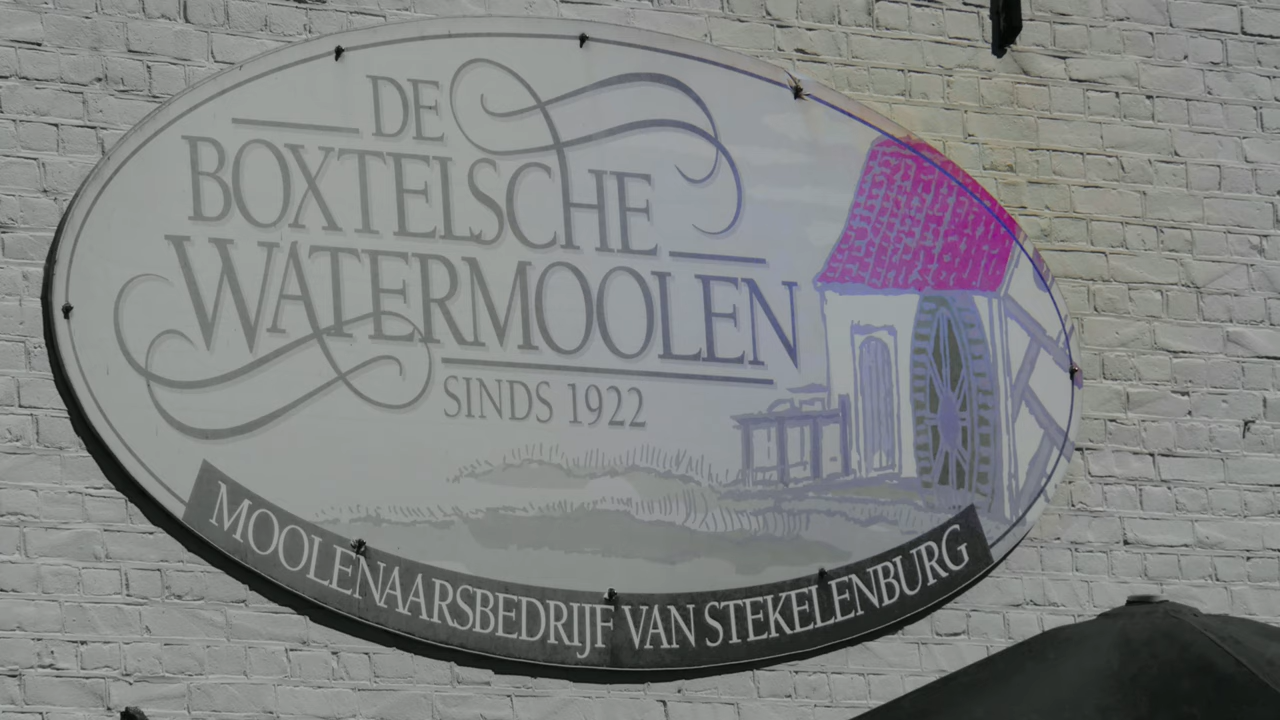 DE
BOXTELSCHE
WATERMOOLEN
SINDS 1922
MOOLENAARSBEDRIJF VAN STEKELENBURG